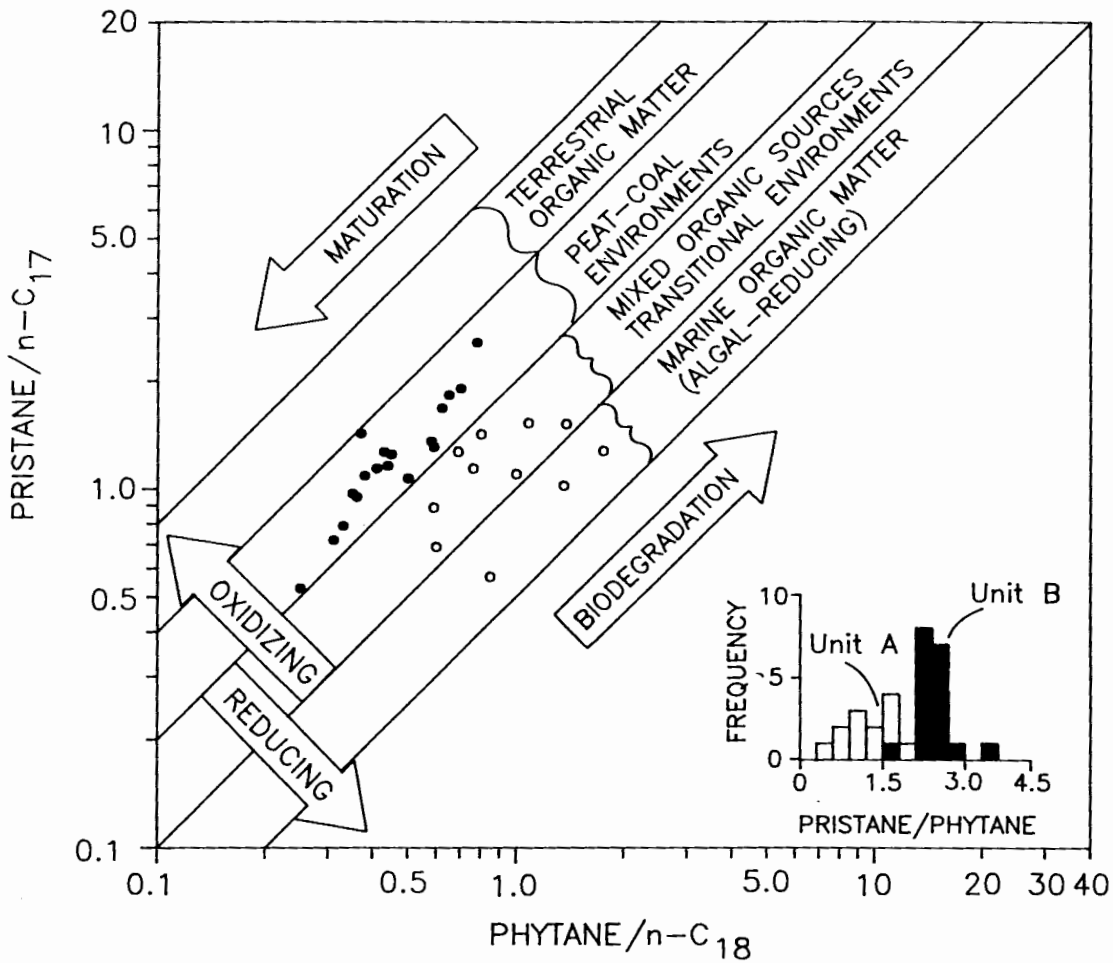 20
10
5.0
1.0
0.5
0.1
PRISTANE/n-C17
0.1
0.5
1.0
5.0
10
20
30
40
PHYTANE/n-C18
MATURATION
TERRESTRIAL
ORGANIC MATTER
PEAT-COAL
ENVIRONMENTS
MIXED ORGANIC SOURCES
TRANSITIONAL ENVIRONMENTS
MARINE ORGANIC MATTER
(ALGAL-REDUCING)
BIODEGRADATION
OXIDIZING
REDUCING
Unit B
Unit A
FREQUENCY
10
5
0
0
1.5
3.0
4.5
PRISTANE/PHYTANE